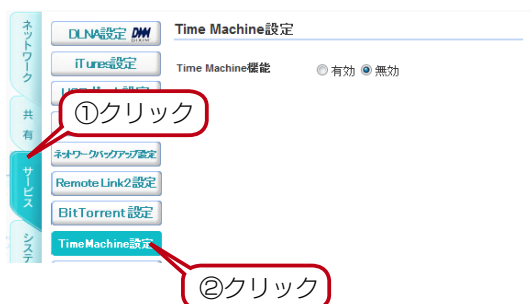 ネットワーク
共有
サービス
システ
DLNA設定
iTunes設定
ネットワークバックアップ設定
RemoteLink2設定
BitTorrent設定
TimeMachine設定
Time Machine設定
Time Machine機能
有効 無効
①クリック
②クリック